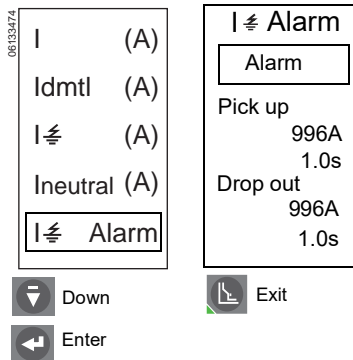 06133474
I (A)
Idmtl (A)
I⏚ (A)
Ineutral (A)
I⏚ Alarm
Down
Enter
I⏚ Alarm
Alarm
Pick up
996A
1.0s
Drop out
996A
1.0s
Exit